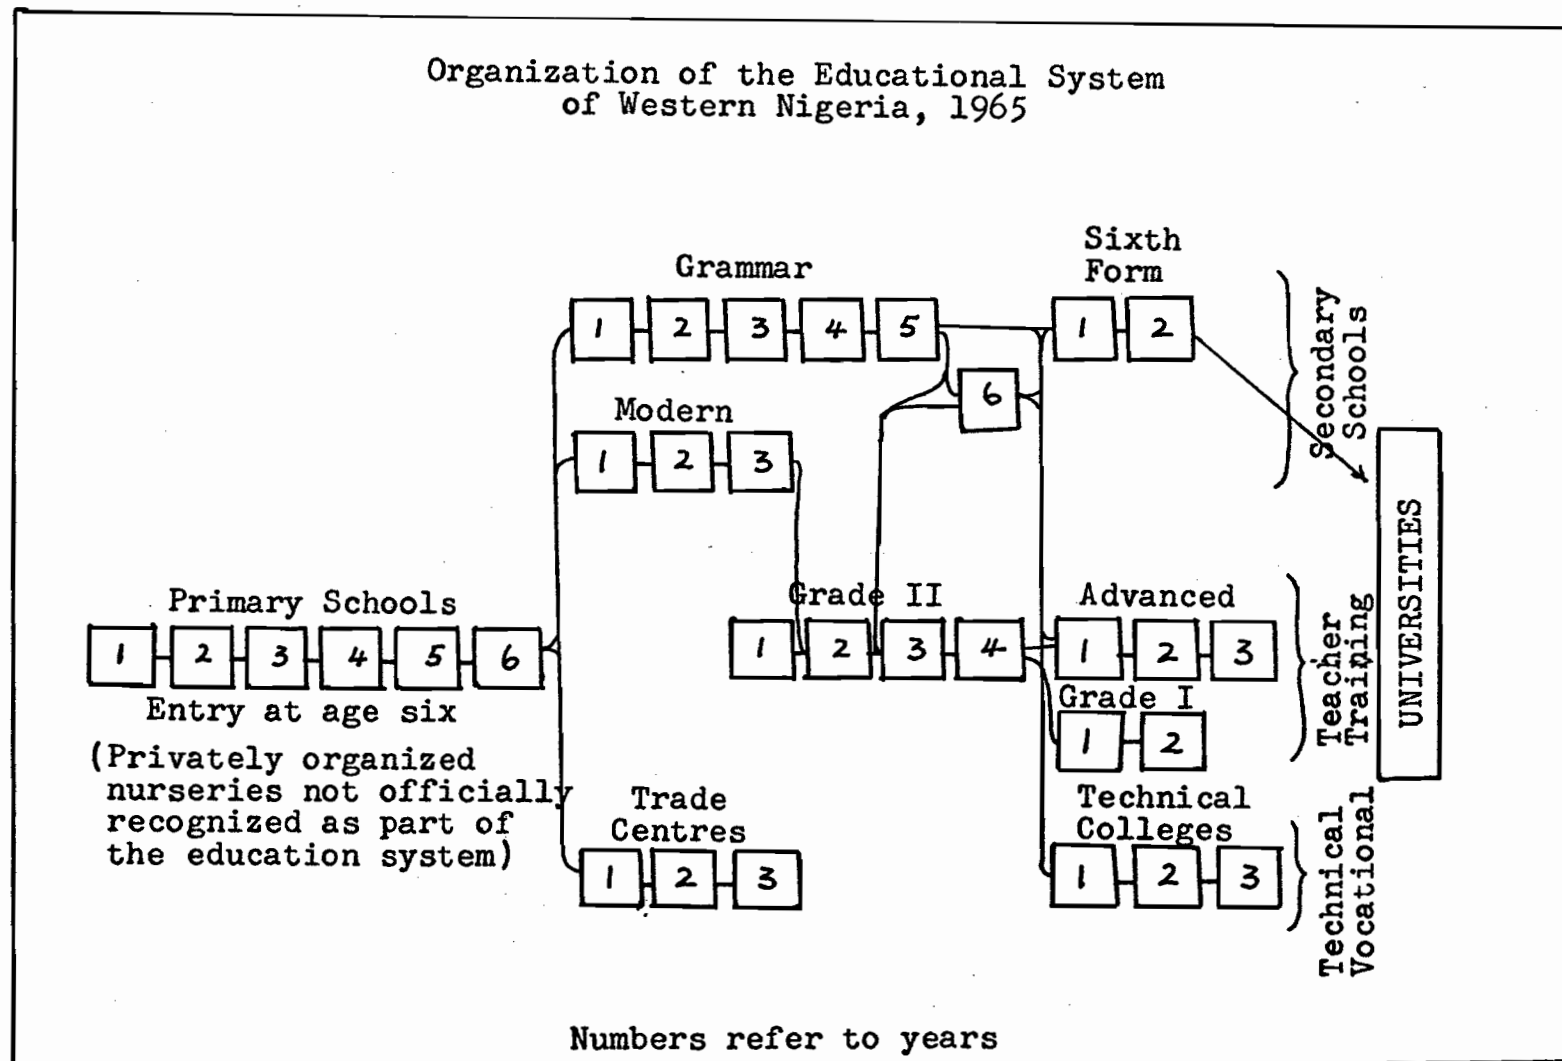 Organization of the Educational System
of Western Nigeria, 1965
Grammar
1 2 3 4 5
6
Sixth
Form
1 2
Modern
1 2 3
Primary Schools
1 2 3 4 5 6
Entry at age six
(Privately organized
nurseries not officially
recognized as part of
the education system)
Grade II
1 2 3 4
Advanced
1 2 3
Grade I
1 2
Trade
Centres
1 2 3
Technical
Colleges
1 2 3
Secondary
Schools
Teacher
Training
Technical
Vocational
UNIVERSITIES
Numbers refer to years